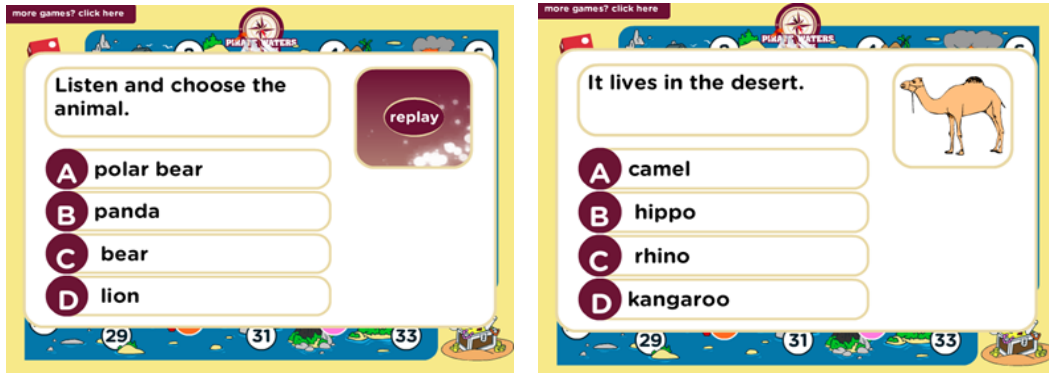 more games? click here
PIRATE WATERS
Listen and choose the
animal.
replay
A polar bear
B panda
C bear
D lion
29
31
33
more games? click here
PIRATE WATERS
It lives in the desert.
A camel
B hippo
C rhino
D kangaroo
29
31
33